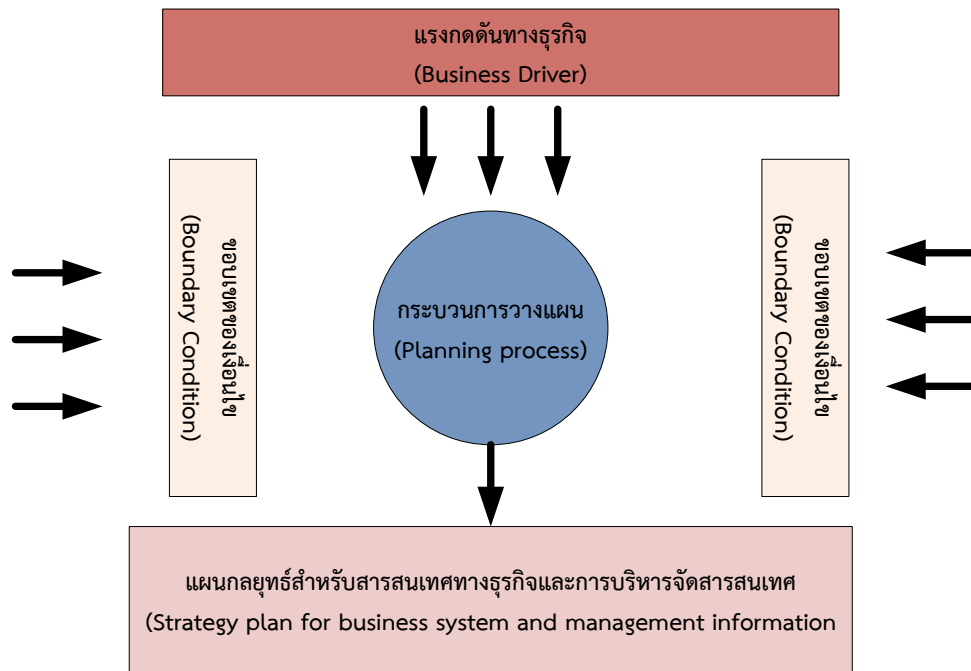 แรงกดดันทางธุรกิจ
(Business Driver)
ขอบเขตของเงื่อนไข
(Boundary Condition)
กระบวนการวางแผน
(Planning process)
ขอบเขตของเงื่อนไข
(Boundary Condition)
แผนกลยุทธ์สำหรับสารสนเทศทางธุรกิจและการบริหารจัดสารสนเทศ
(Strategy plan for business system and management information